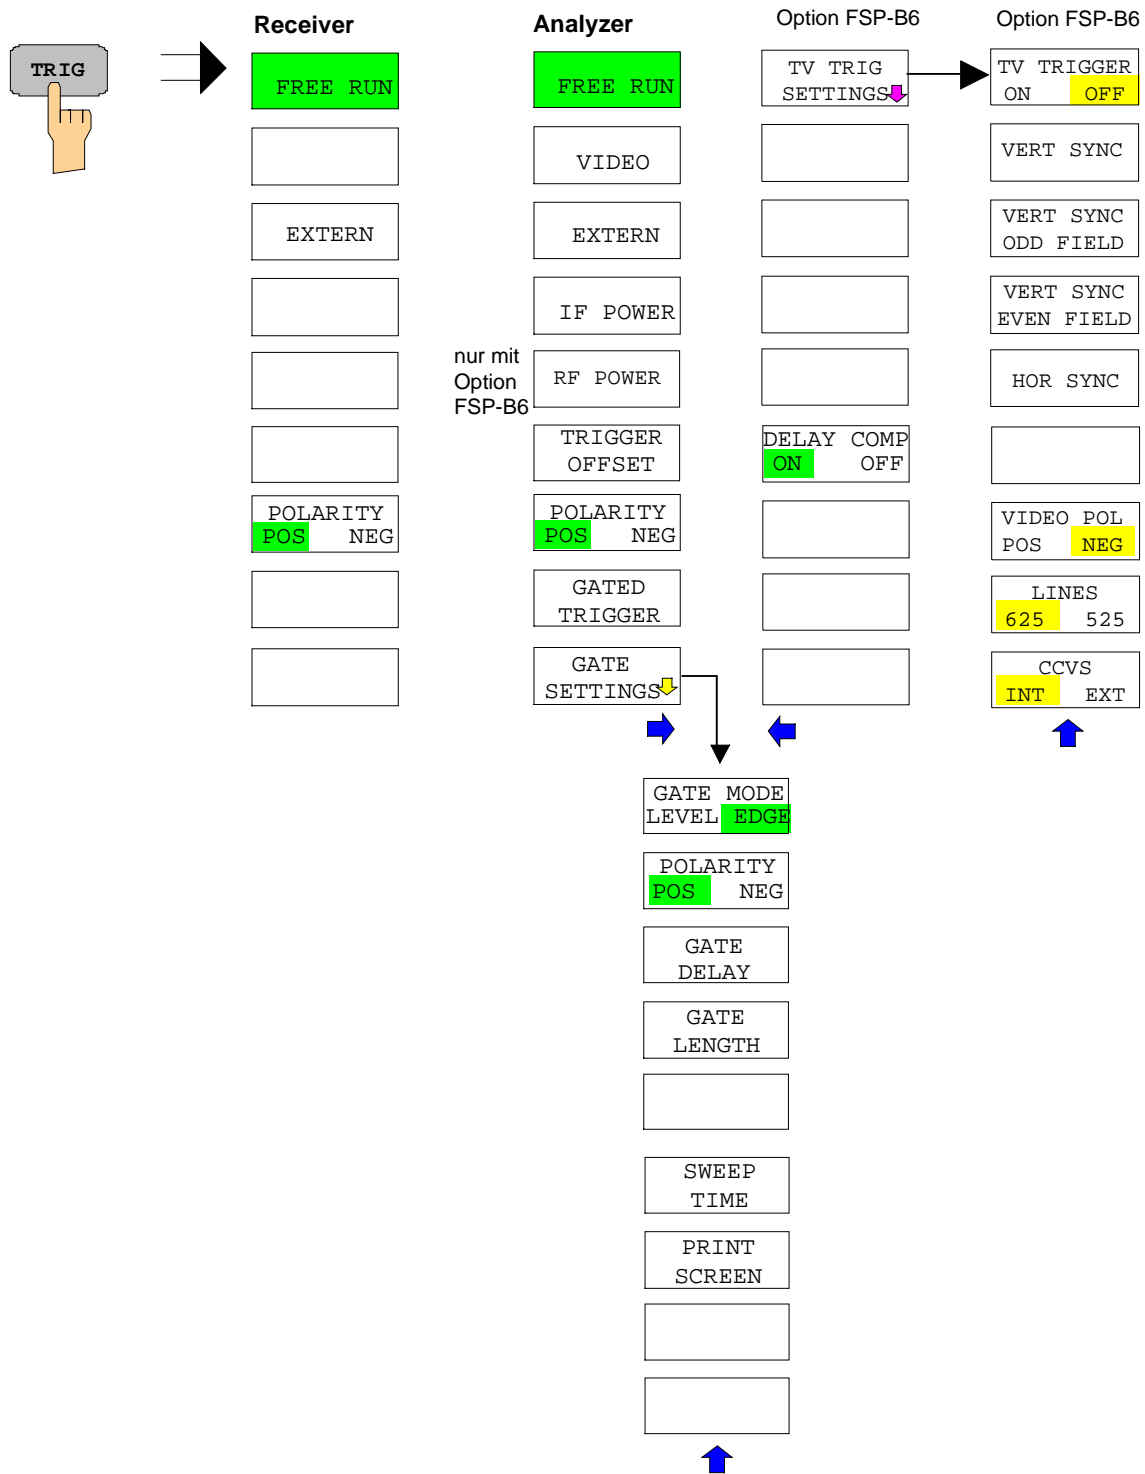 TRIG
Receiver
FREE RUN
EXTERN
POLARITY
POS NEG
Analyzer
FREE RUN
VIDEO
EXTERN
IF POWER
nur mit
Option
FSP-B6
RF POWER
TRIGGER
OFFSET
POLARITY
POS NEG
GATED
TRIGGER
GATE
SETTINGS
GATE MODE
LEVEL EDGE
POLARITY
POS NEG
GATE
DELAY
GATE
LENGTH
SWEEP
TIME
PRINT
SCREEN
Option FSP-B6
TV TRIG
SETTINGS
DELAY COMP
ON OFF
Option FSP-B6
TV TRIGGER
ON OFF
VERT SYNC
VERT SYNC
ODD FIELD
VERT SYNC
EVEN FIELD
HOR SYNC
VIDEO POL
POS NEG
LINES
625 525
CCVS
INT EXT